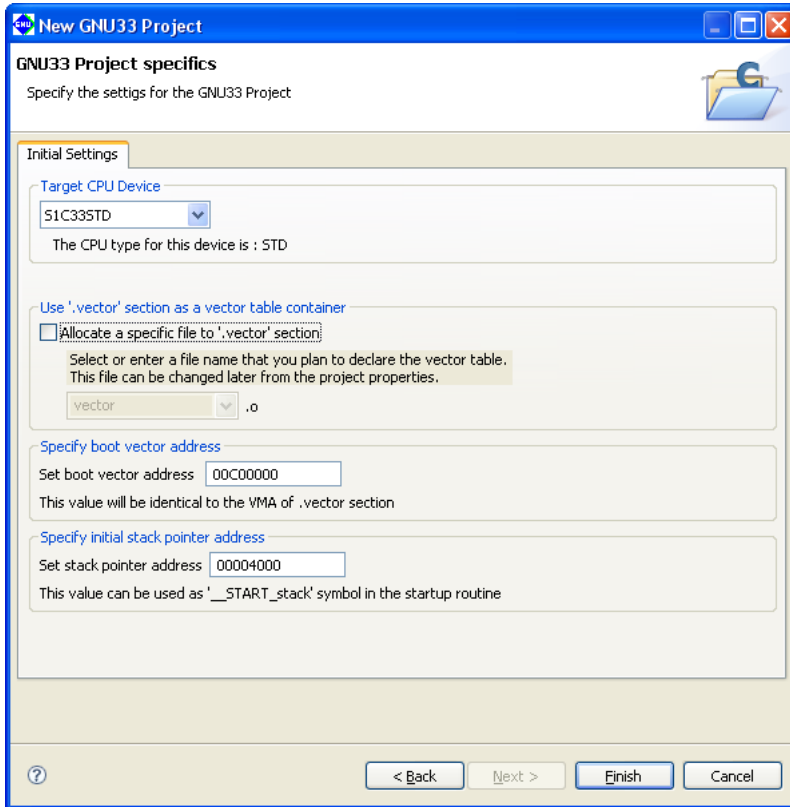 GNU New GNU33 Project
GNU33 Project specifics
Specify the settigs for the GNU33 Project
C
Initial Settings
Target CPU Device
S1C33STD
The CPU type for this device is : STD
Use '.vector' section as a vector table container
Allocate a specific file to '.vector' section
Select or enter a file name that you plan to declare the vector table.
This file can be changed later from the project properties.
vector .o
Specify boot vector address
Set boot vector address 00C00000
This value will be identical to the VMA of .vector section
Specify initial stack pointer address
Set stack pointer address 00004000
This value can be used as '__START_stack' symbol in the startup routine
? < Back Next > Finish Cancel